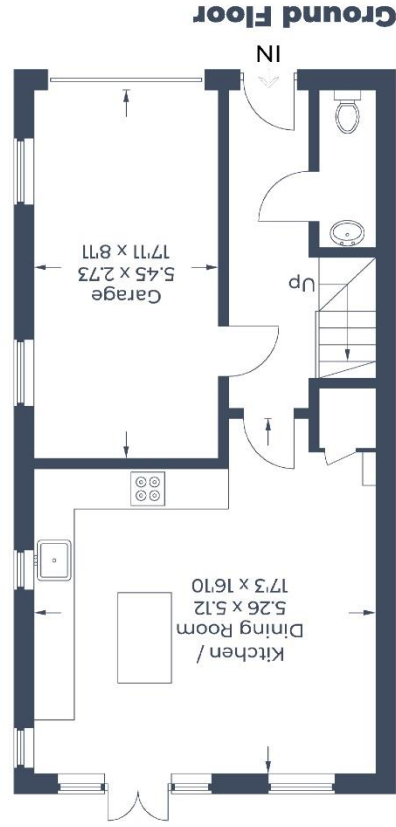 Kitchen /
Dining Room
5.26 x 5.12
17'3 x 16'10
Up
Garage
5.45 x 2.73
17'11 x 8'11
IN
Ground Floor